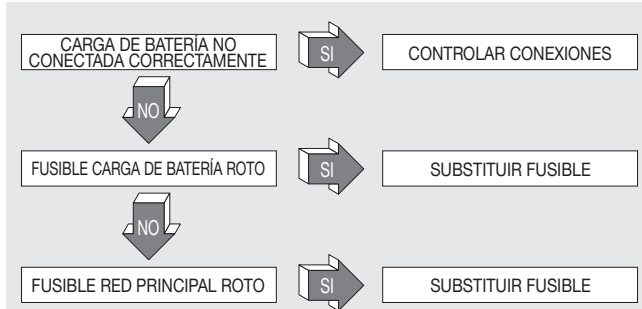 CARGA DE BATERÍA NO
CONECTADA CORRECTAMENTE
SI
CONTROLAR CONEXIONES
NO
FUSIBLE CARGA DE BATERÍA ROTO
SI
SUBSTITUIR FUSIBLE
NO
FUSIBLE RED PRINCIPAL ROTO
SI
SUBSTITUIR FUSIBLE